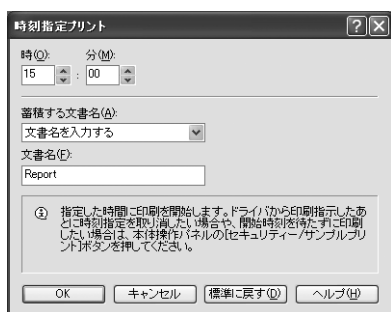 時刻指定プリント
時(O): 分(M):
15 : 00
蓄積する文書名(A):
文書名を入力する
文書名(F):
Report
指定した時間に印刷を開始します。ドライバから印刷指示したあ
とに時刻指定を取り消したい場合や、開始時刻を待たずに印刷
したい場合は、本体操作パネルの[セキュリティー/サンプルプリ
ント]ボタンを押してください。
OK キャンセル 標準に戻す(D) ヘルプ(H)